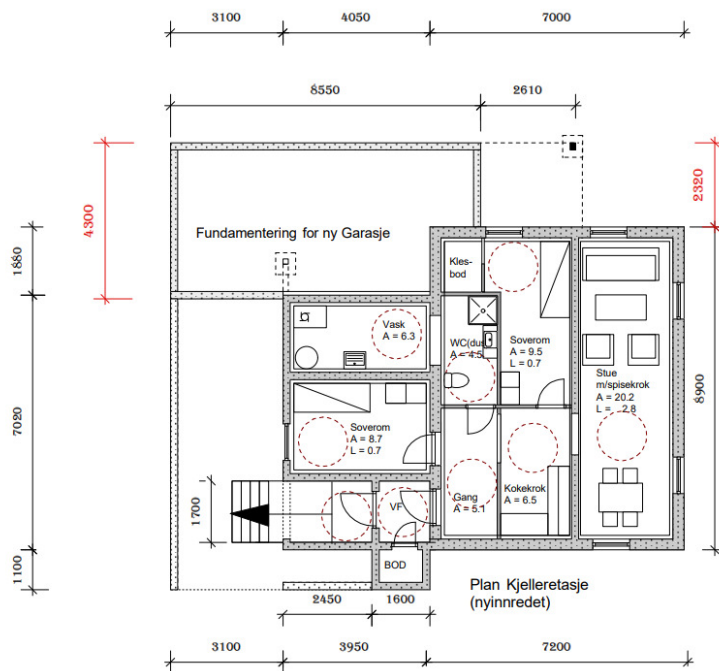 3100
4050
7000
8550
2610
4300
2320
1880
Fundamentering for ny Garasje
Kles-
bod
Vask
A = 6.3
WC(du
A = 4.5
Soverom
A = 9.5
L = 0.7
Stue
m/spisekrok
A = 20.2
L = 2.8
8900
7020
Soverom
A = 8.7
L = 0.7
1700
VF
Gang
A = 5.1
Kokekrok
A = 6.5
BOD
1100
Plan Kjelleretasje
(nyinnredet)
2450
1600
3100
3950
7200